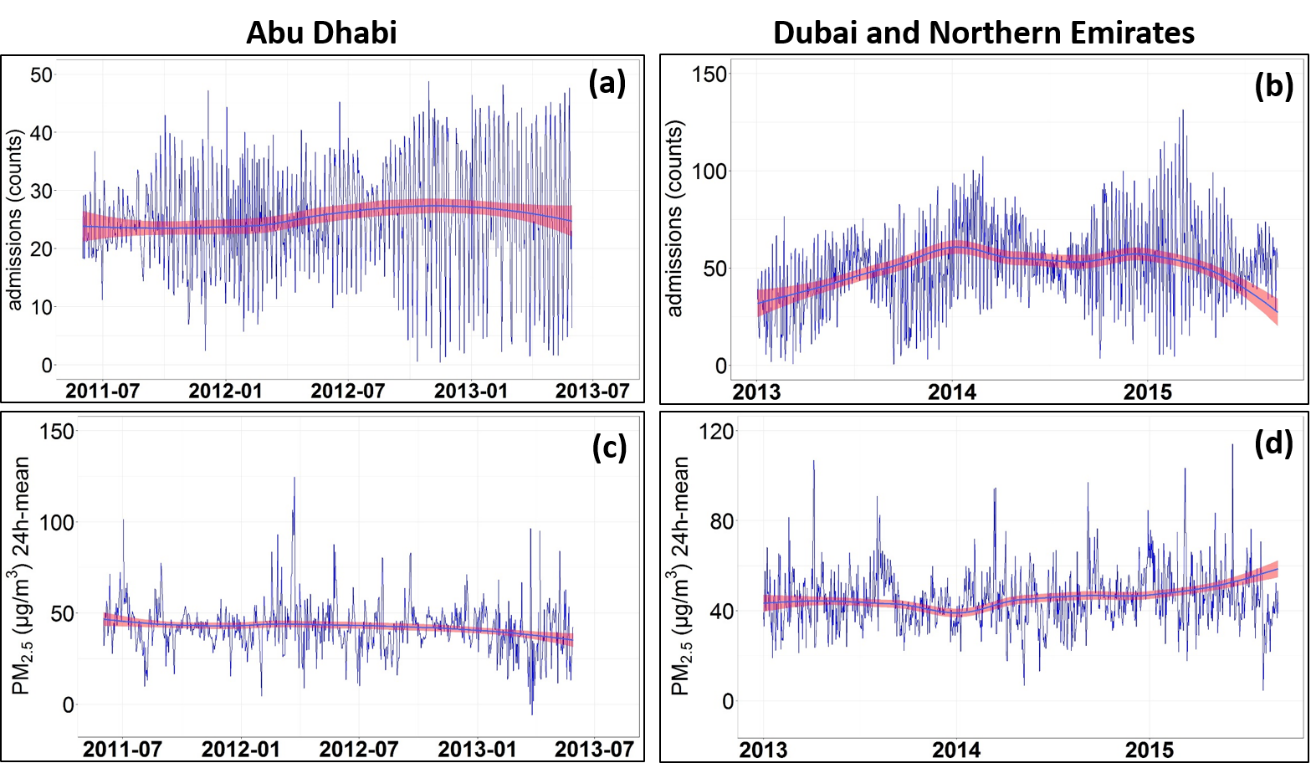 Abu Dhabi
Dubai and Northern Emirates
(a)
admissions (counts)
50
40
30
20
10
0
2011-07 2012-01 2012-07 2013-01 2013-07
(b)
admissions (counts)
150
100
50
0
2013 2014 2015
(c)
PM2.5 (µg/m³) 24h-mean
150
100
50
0
2011-07 2012-01 2012-07 2013-01 2013-07
(d)
PM2.5 (µg/m³) 24h-mean
120
80
40
0
2013 2014 2015